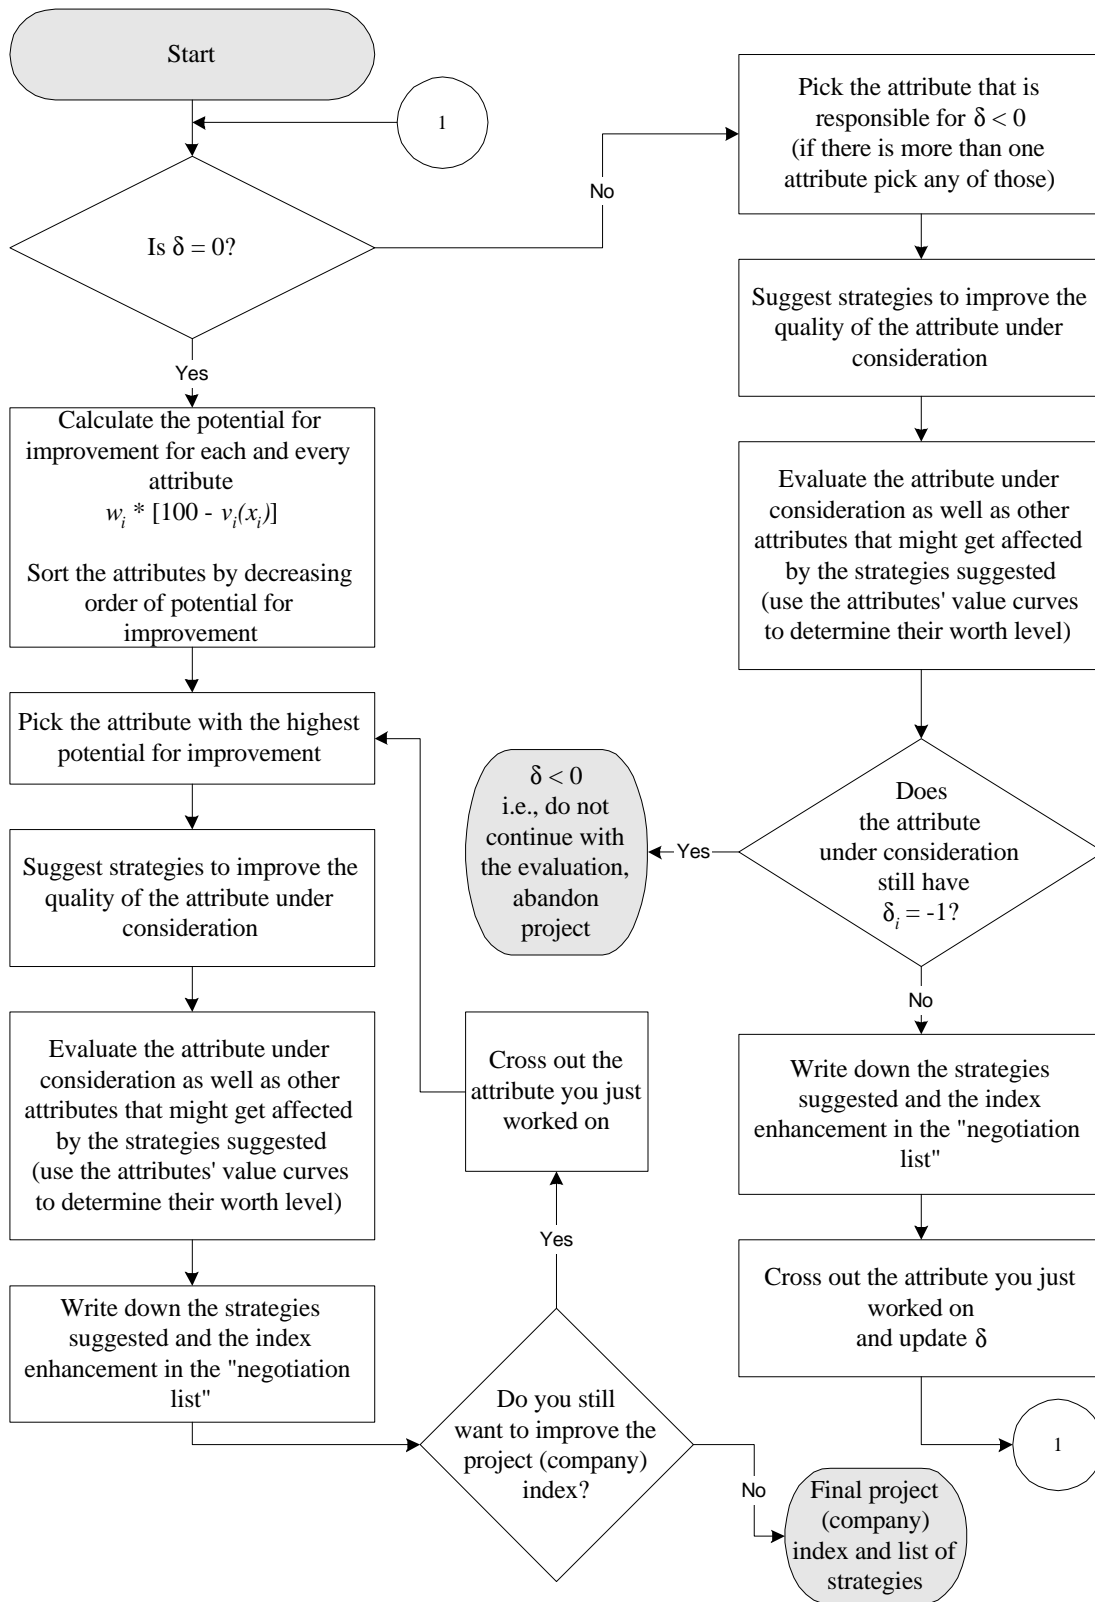 Start
1
Is δ = 0?
No
Yes
Calculate the potential for
improvement for each and every
attribute
w_i * [100 - v_i(x_i)]
Sort the attributes by decreasing
order of potential for
improvement
Pick the attribute with the highest
potential for improvement
Suggest strategies to improve the
quality of the attribute under
consideration
Evaluate the attribute under
consideration as well as other
attributes that might get affected
by the strategies suggested
(use the attributes' value curves
to determine their worth level)
Write down the strategies
suggested and the index
enhancement in the "negotiation
list"
Do you still
want to improve the
project (company)
index?
Yes
Cross out the
attribute you just
worked on
No
Final project
(company)
index and list of
strategies
Pick the attribute that is
responsible for δ < 0
(if there is more than one
attribute pick any of those)
Suggest strategies to improve the
quality of the attribute under
consideration
Evaluate the attribute under
consideration as well as other
attributes that might get affected
by the strategies suggested
(use the attributes' value curves
to determine their worth level)
Does
the attribute
under consideration
still have
δ_i = -1?
Yes
δ < 0
i.e., do not
continue with
the evaluation,
abandon
project
No
Write down the strategies
suggested and the index
enhancement in the "negotiation
list"
Cross out the attribute you just
worked on
and update δ
1